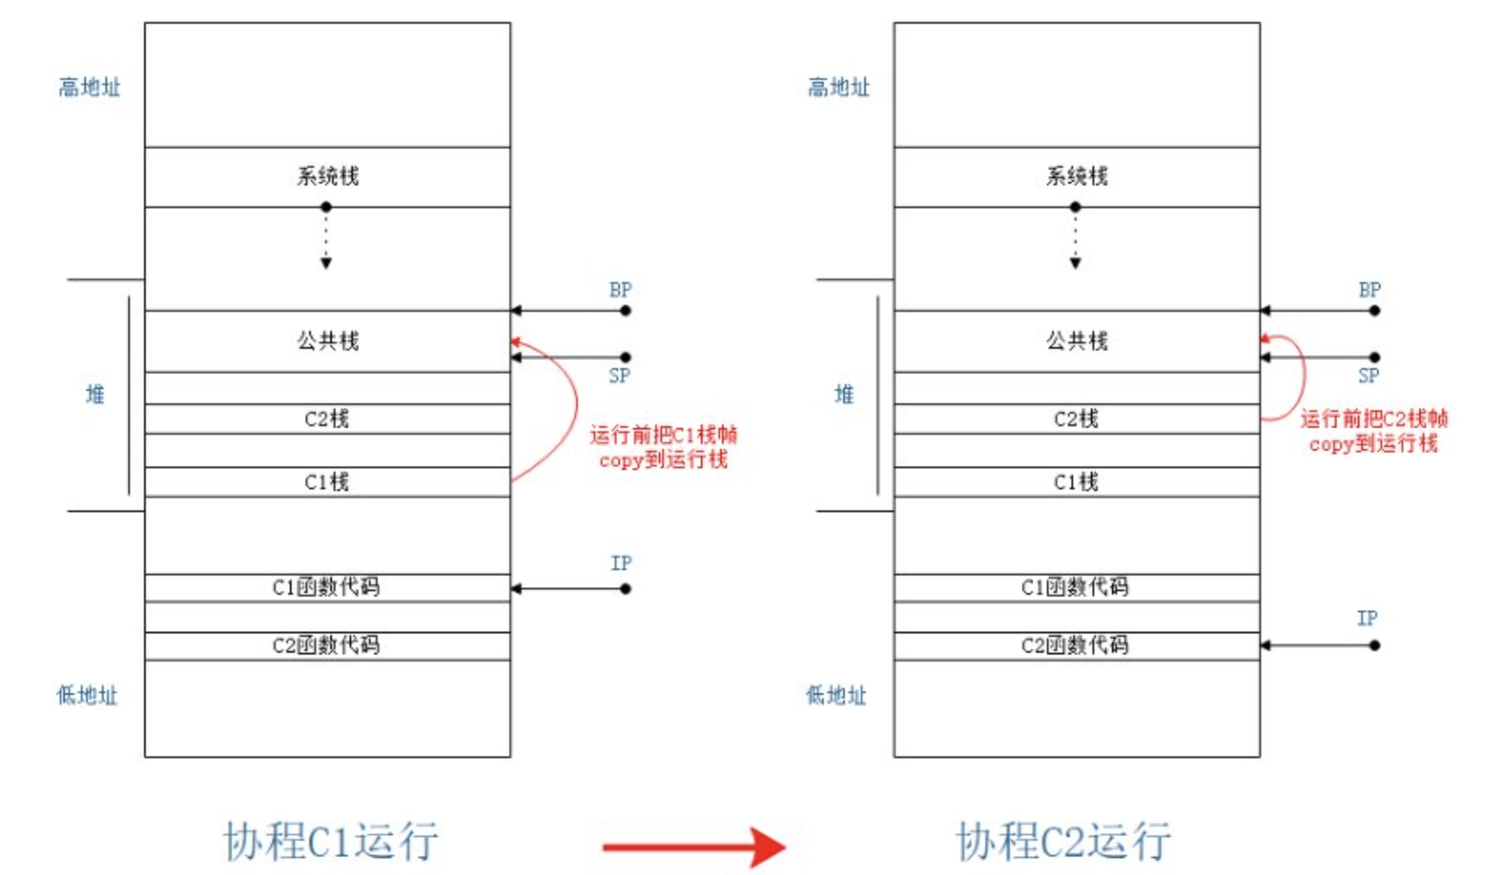 高地址
系统栈
BP
公共栈
SP
堆
C2栈
运行前把C1栈帧
copy到运行栈
C1栈
IP
C1函数代码
C2函数代码
低地址
协程C1运行
高地址
系统栈
BP
公共栈
SP
堆
C2栈
运行前把C2栈帧
copy到运行栈
C1栈
C1函数代码
IP
C2函数代码
低地址
协程C2运行